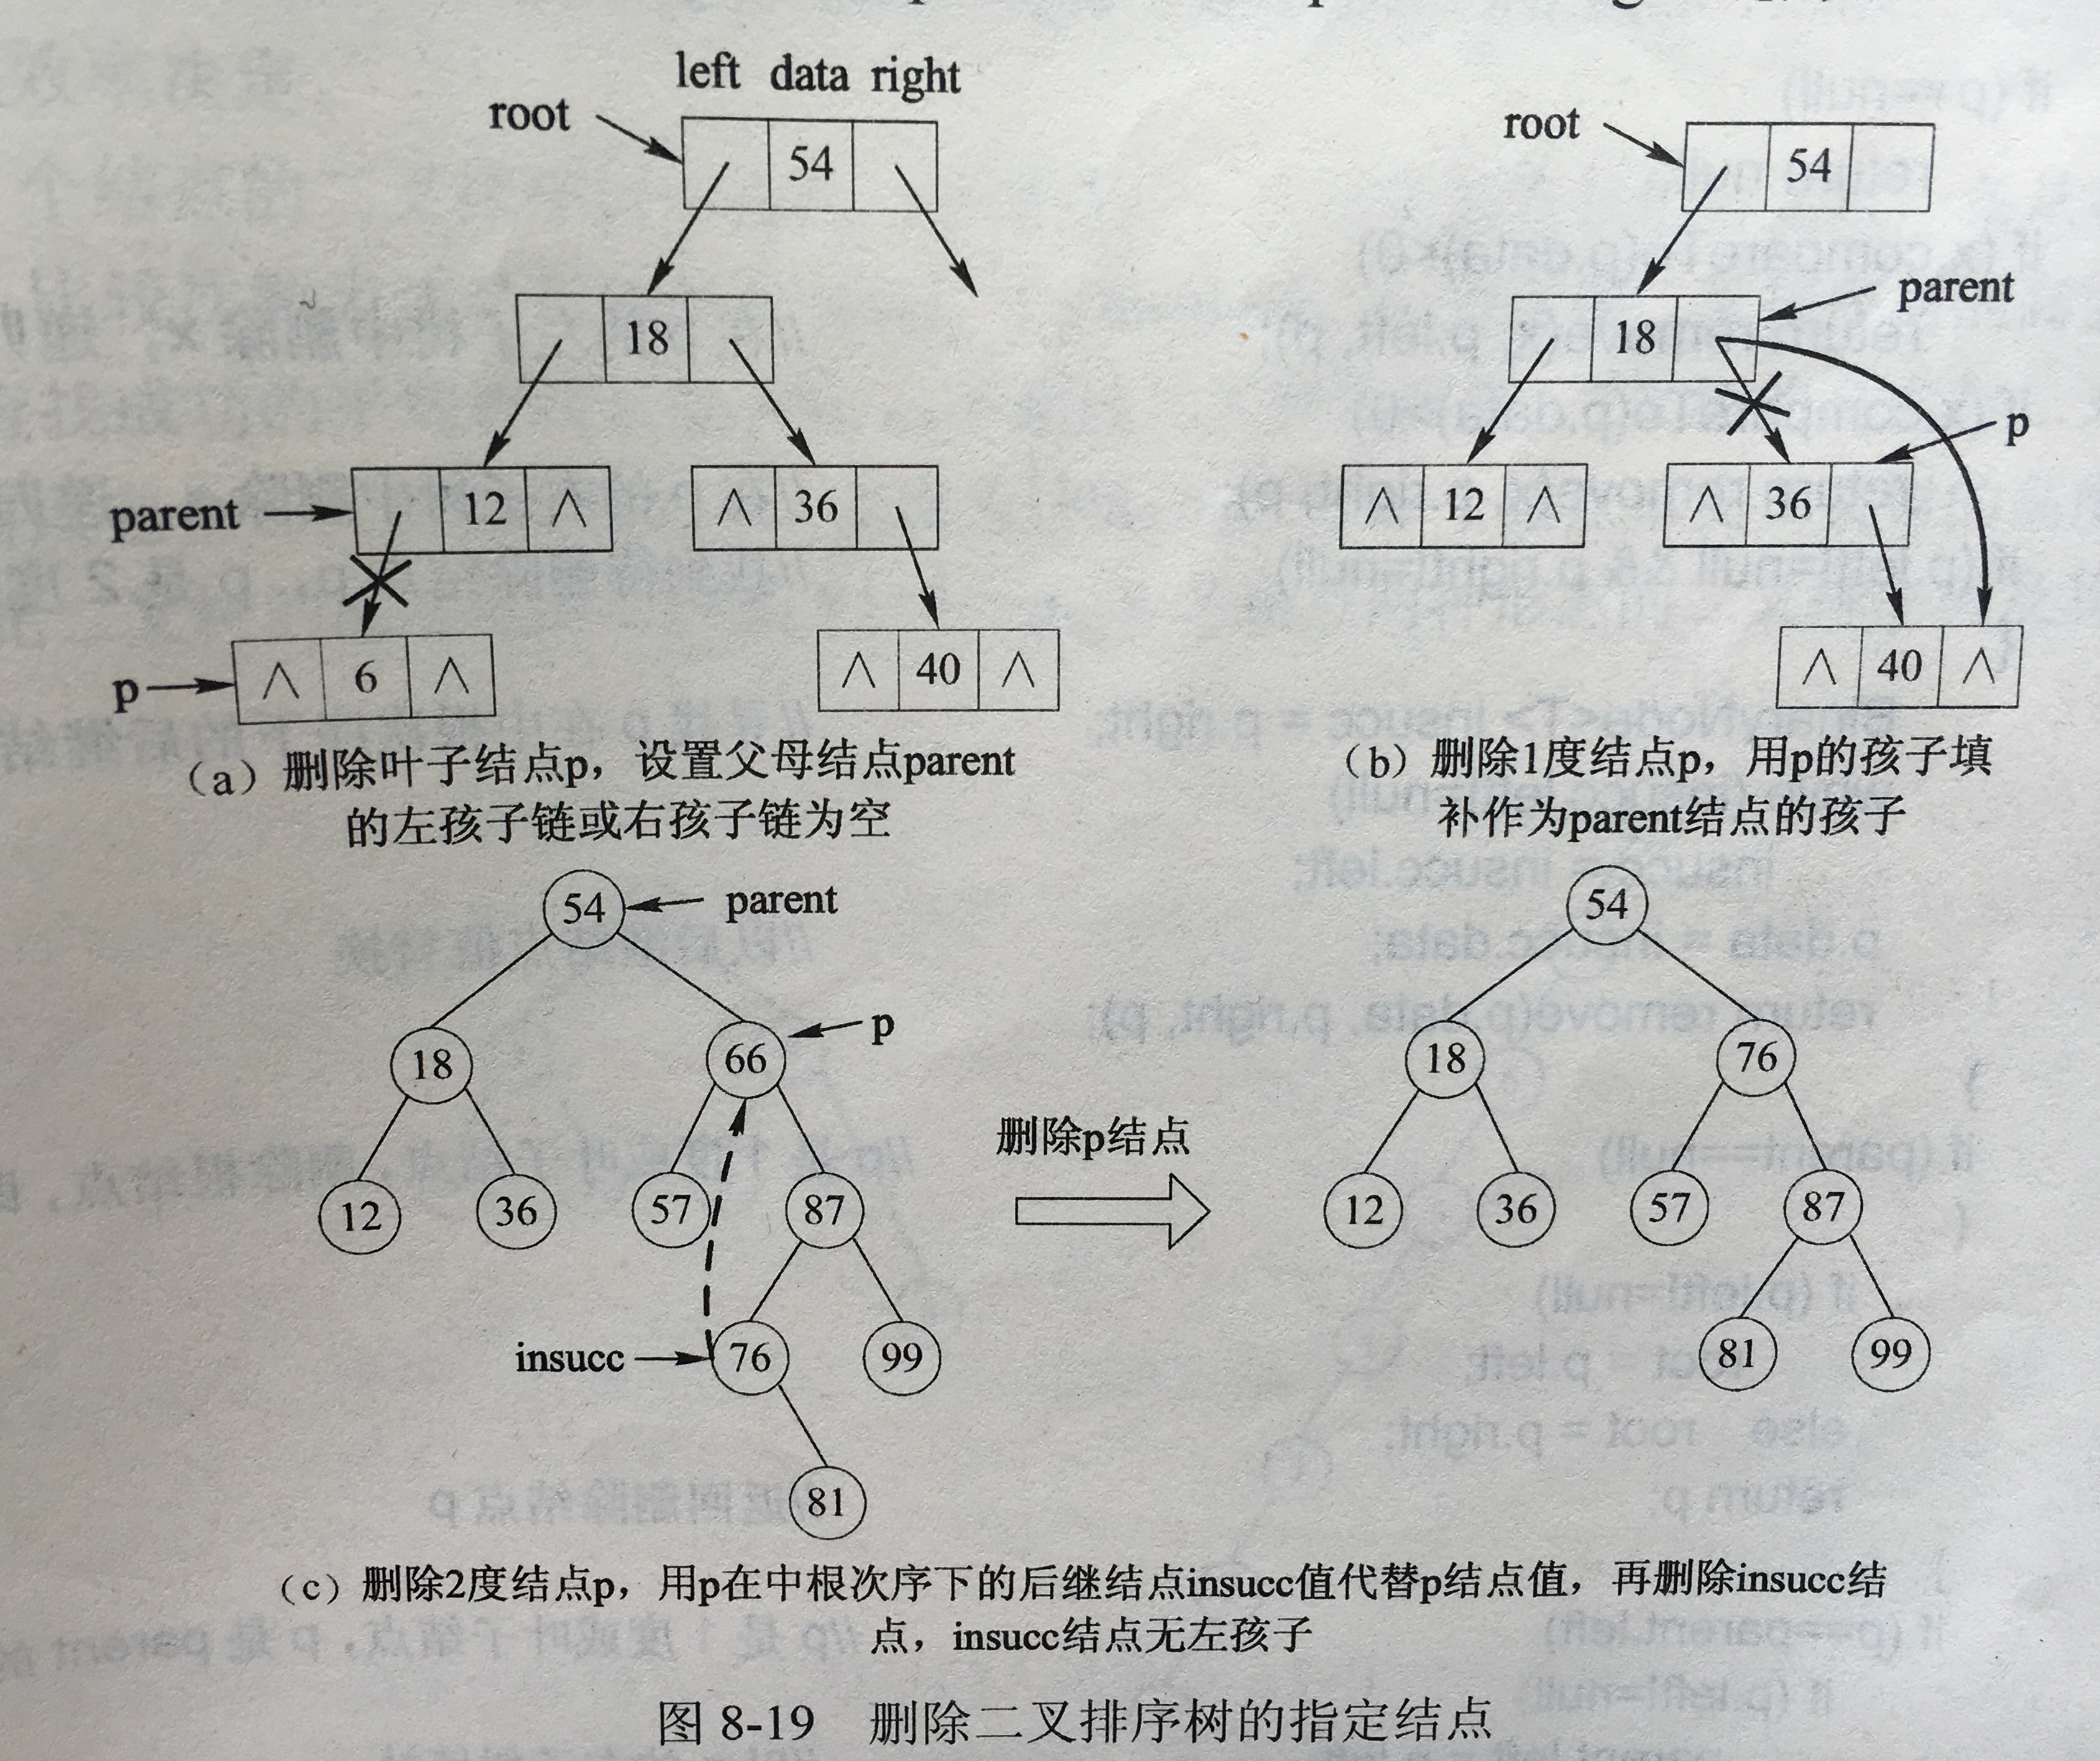 left data right
root
54
18
parent
12 ∧
∧ 36
p
∧ 6 ∧
∧ 40 ∧
(a) 删除叶子结点p，设置父母结点parent
的左孩子链或右孩子链为空
root
54
parent
18
p
∧ 12 ∧
∧ 36
∧ 40 ∧
(b) 删除1度结点p，用p的孩子填
补作为parent结点的孩子
54
parent
18
66
p
12
36
57
87
insucc
76
99
81
删除p结点
54
18
76
12
36
57
87
81
99
(c) 删除2度结点p，用p在中根次序下的后继结点insucc值代替p结点值，再删除insucc结
点，insucc结点无左孩子
图 8-19 删除二叉排序树的指定结点